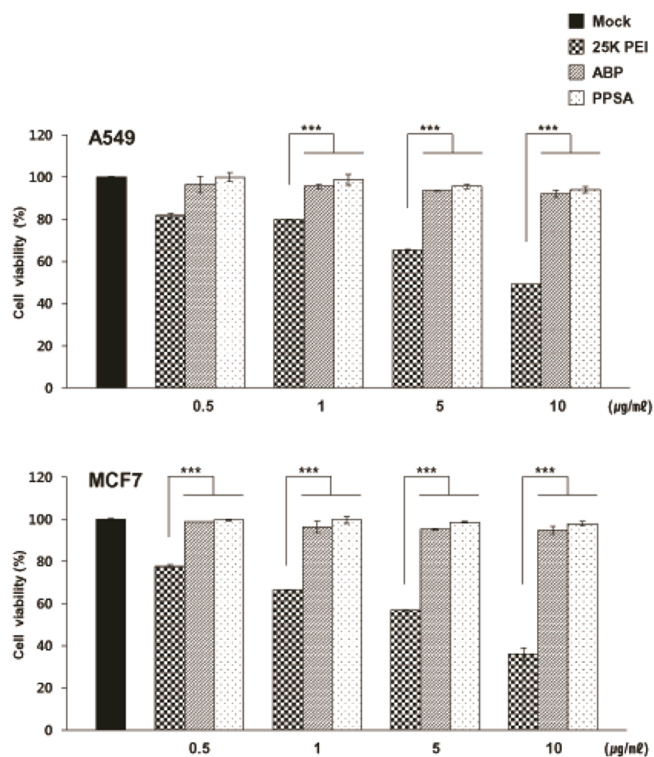 Mock
25K PEI
ABP
PPSA
A549
Cell viability (%)
120
100
80
60
40
20
0
*** *** ***
0.5 1 5 10 (μg/mℓ)
MCF7
Cell viability (%)
120
100
80
60
40
20
0
*** *** *** ***
0.5 1 5 10 (μg/mℓ)